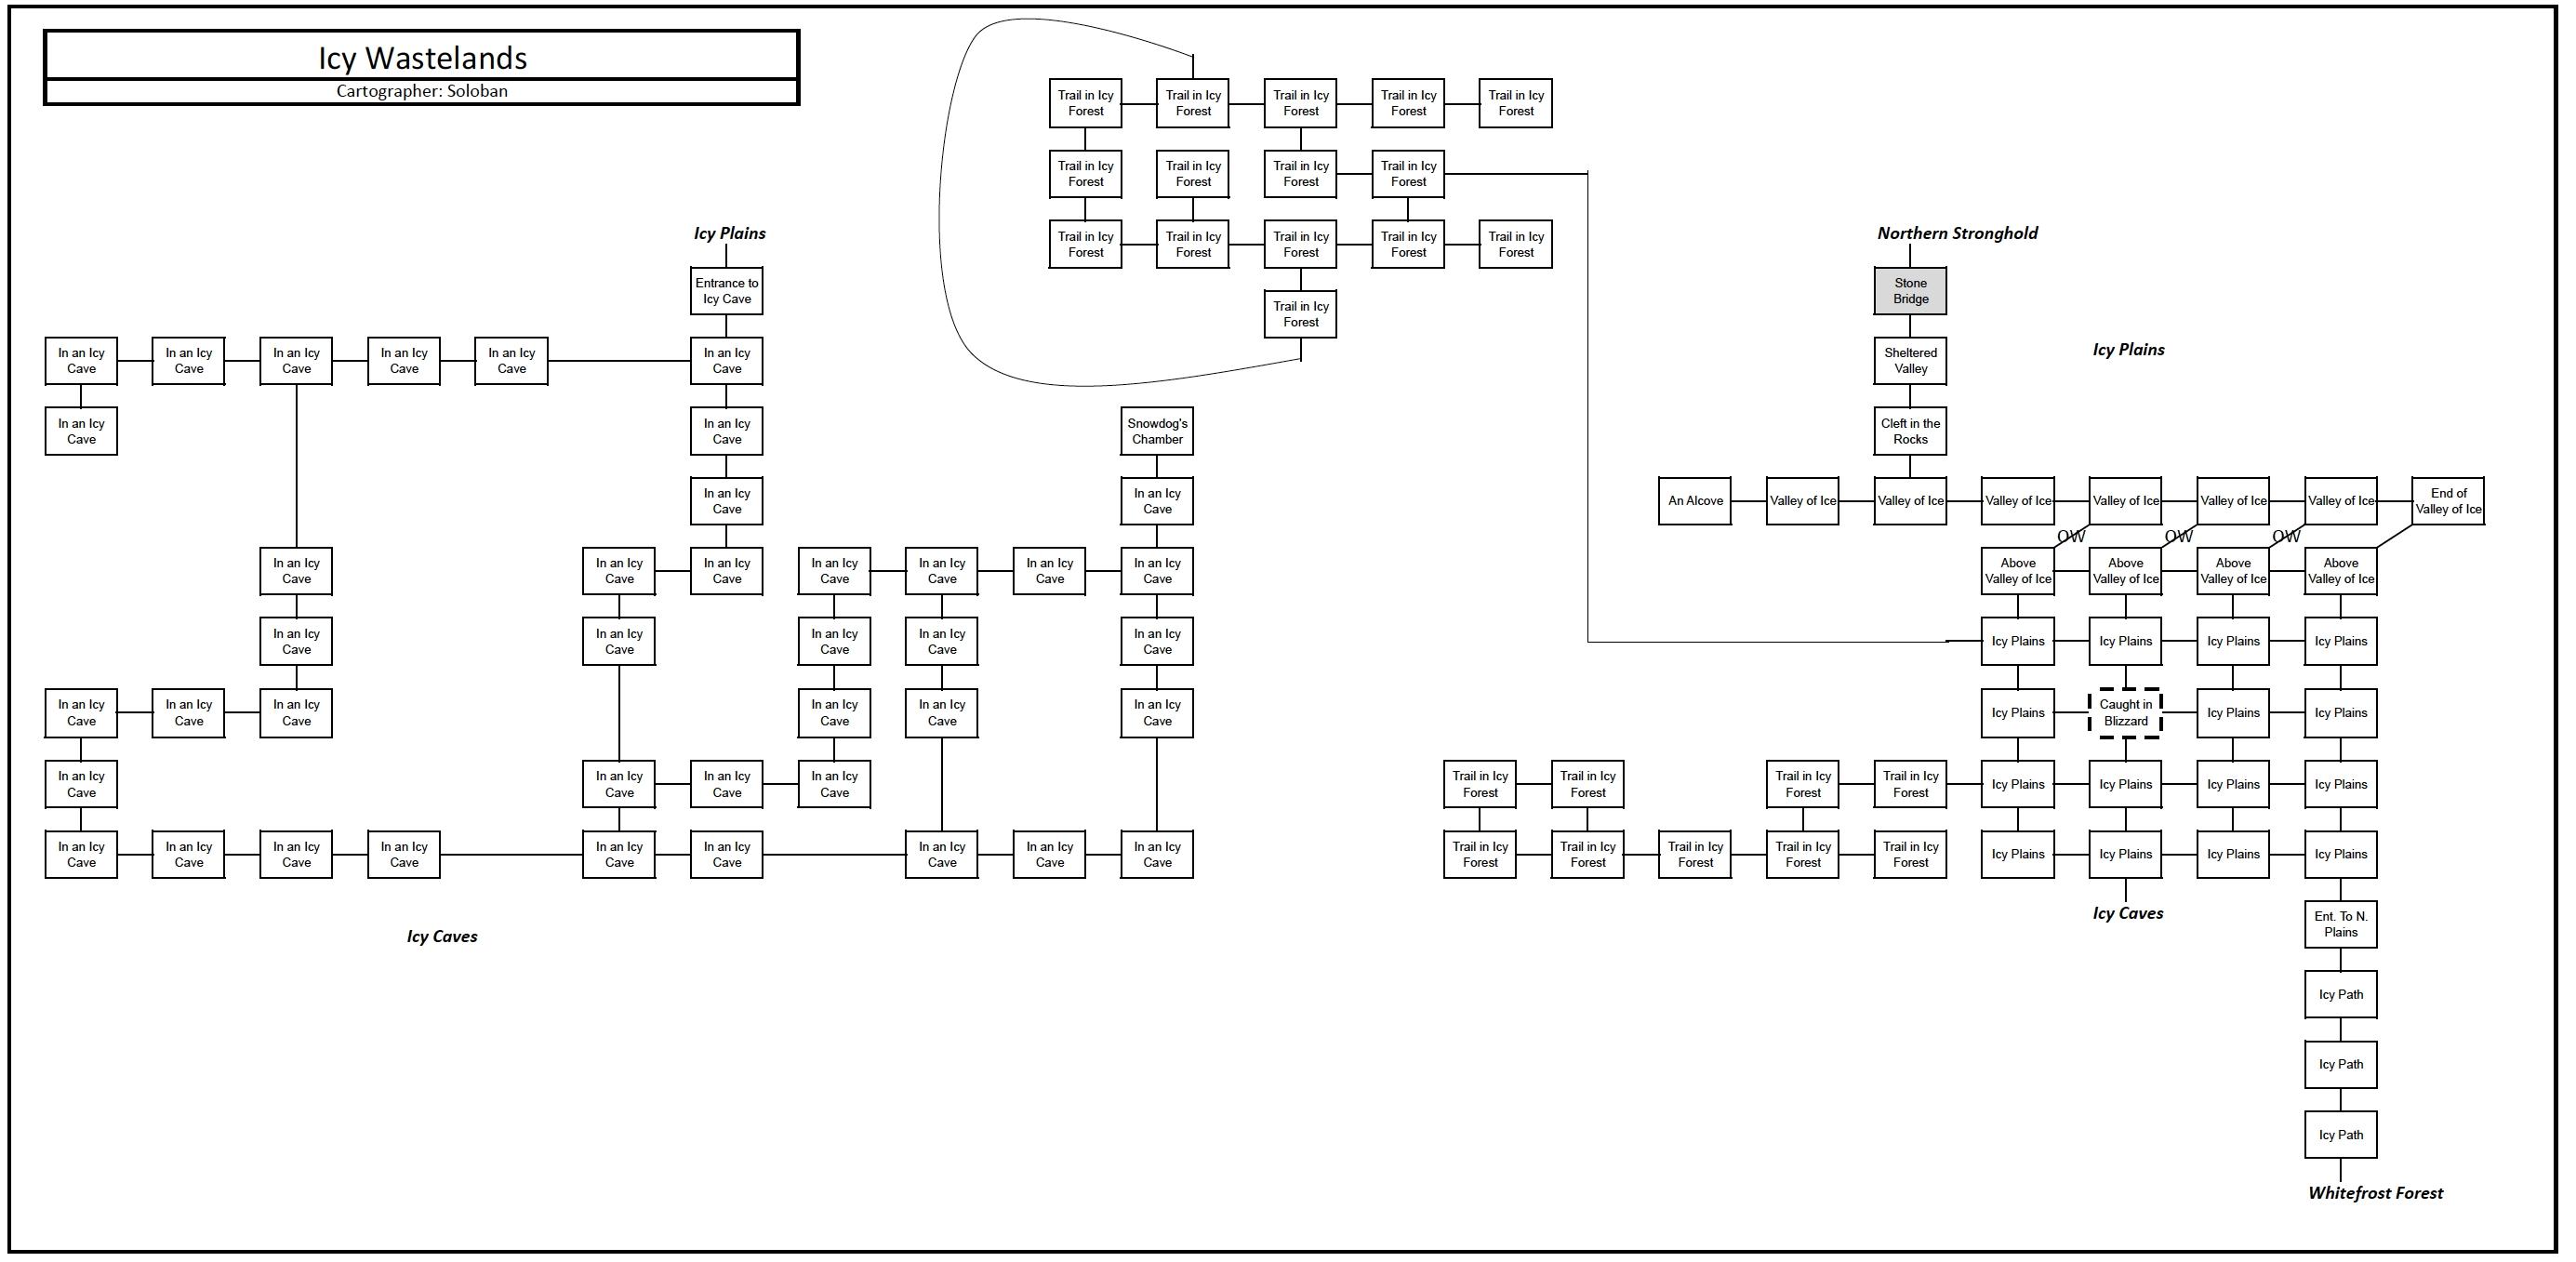 Icy Wastelands
Cartographer: Soloban
Trail in Icy
Forest
Trail in Icy
Forest
Trail in Icy
Forest
Trail in Icy
Forest
Trail in Icy
Forest
Trail in Icy
Forest
Trail in Icy
Forest
Trail in Icy
Forest
Trail in Icy
Forest
Icy Plains
Trail in Icy
Forest
Trail in Icy
Forest
Trail in Icy
Forest
Trail in Icy
Forest
Trail in Icy
Forest
Northern Stronghold
Entrance to
Icy Cave
Trail in Icy
Forest
Stone
Bridge
In an Icy
Cave
In an Icy
Cave
In an Icy
Cave
In an Icy
Cave
In an Icy
Cave
In an Icy
Cave
Sheltered
Valley
Icy Plains
In an Icy
Cave
In an Icy
Cave
Snowdog's
Chamber
Cleft in the
Rocks
In an Icy
Cave
In an Icy
Cave
An Alcove
Valley of Ice
Valley of Ice
Valley of Ice
Valley of Ice
Valley of Ice
Valley of Ice
End of
Valley of Ice
OW
OW
OW
In an Icy
Cave
In an Icy
Cave
In an Icy
Cave
In an Icy
Cave
In an Icy
Cave
In an Icy
Cave
In an Icy
Cave
Above
Valley of Ice
Above
Valley of Ice
Above
Valley of Ice
Above
Valley of Ice
In an Icy
Cave
In an Icy
Cave
In an Icy
Cave
In an Icy
Cave
In an Icy
Cave
Icy Plains
Icy Plains
Icy Plains
Icy Plains
In an Icy
Cave
In an Icy
Cave
In an Icy
Cave
In an Icy
Cave
In an Icy
Cave
In an Icy
Cave
Icy Plains
Caught in
Blizzard
Icy Plains
Icy Plains
In an Icy
Cave
In an Icy
Cave
In an Icy
Cave
In an Icy
Cave
Trail in Icy
Forest
Trail in Icy
Forest
Trail in Icy
Forest
Trail in Icy
Forest
Icy Plains
Icy Plains
Icy Plains
Icy Plains
In an Icy
Cave
In an Icy
Cave
In an Icy
Cave
In an Icy
Cave
In an Icy
Cave
In an Icy
Cave
In an Icy
Cave
In an Icy
Cave
In an Icy
Cave
Trail in Icy
Forest
Trail in Icy
Forest
Trail in Icy
Forest
Trail in Icy
Forest
Trail in Icy
Forest
Icy Plains
Icy Plains
Icy Plains
Icy Plains
Icy Caves
Icy Caves
Ent. To N.
Plains
Icy Path
Icy Path
Icy Path
Whitefrost Forest